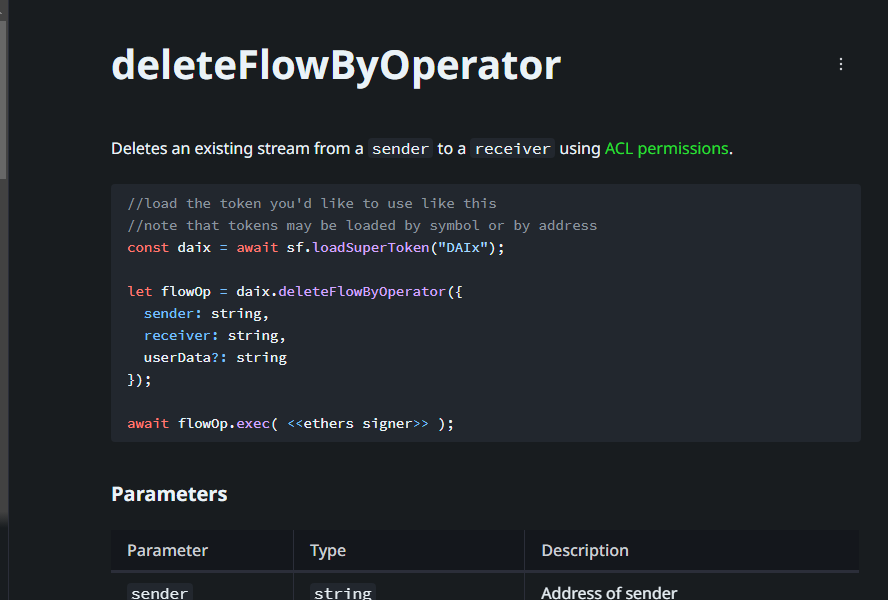 deleteFlowByOperator
Deletes an existing stream from a sender to a receiver using ACL permissions.
//load the token you'd like to use like this
//note that tokens may be loaded by symbol or by address
const daix = await sf.loadSuperToken("DAIx");
let flowOp = daix.deleteFlowByOperator({
sender: string,
receiver: string,
userData?: string
});
await flowOp.exec( <<ethers signer>> );
Parameters
Parameter Type Description
sender string Address of sender